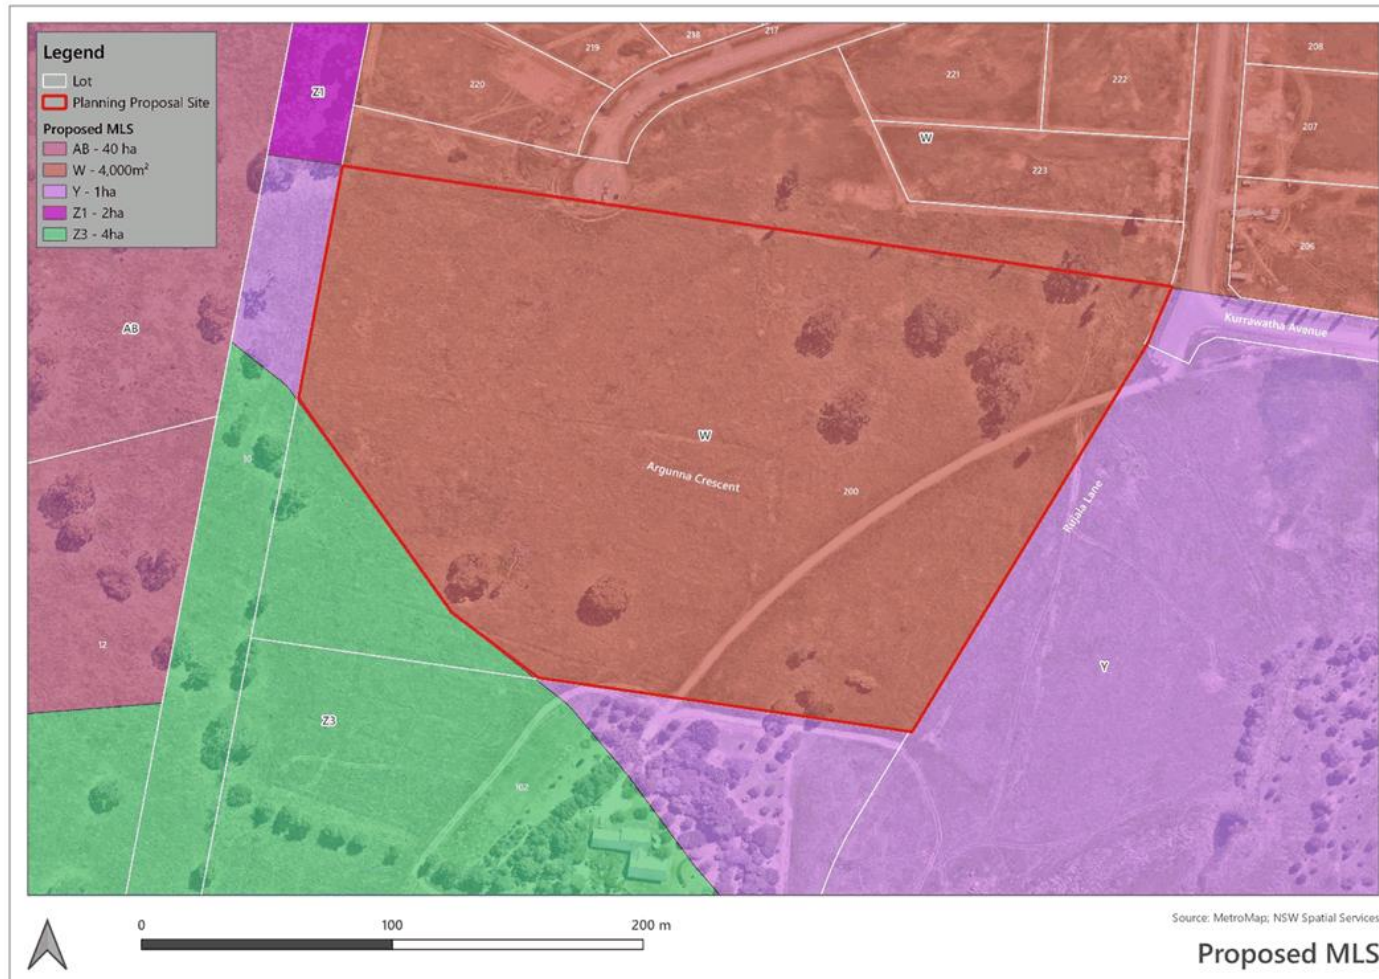 Legend
Lot
Planning Proposal Site
Proposed MLS
AB - 40 ha
W - 4,000m²
Y - 1ha
Z1 - 2ha
Z3 - 4ha
Z1
219
218
217
220
221
222
208
207
W
223
206
Kurrawatha Avenue
AB
W
Argunna Crescent
200
Rujala Lane
12
Y
Z3
102
0
100
200 m
Source: MetroMap; NSW Spatial Services
Proposed MLS